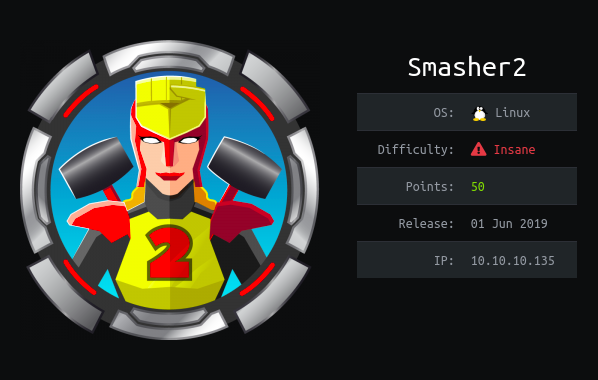 Smasher2
OS: Linux
Difficulty: Insane
Points: 50
Release: 01 Jun 2019
IP: 10.10.10.135
2